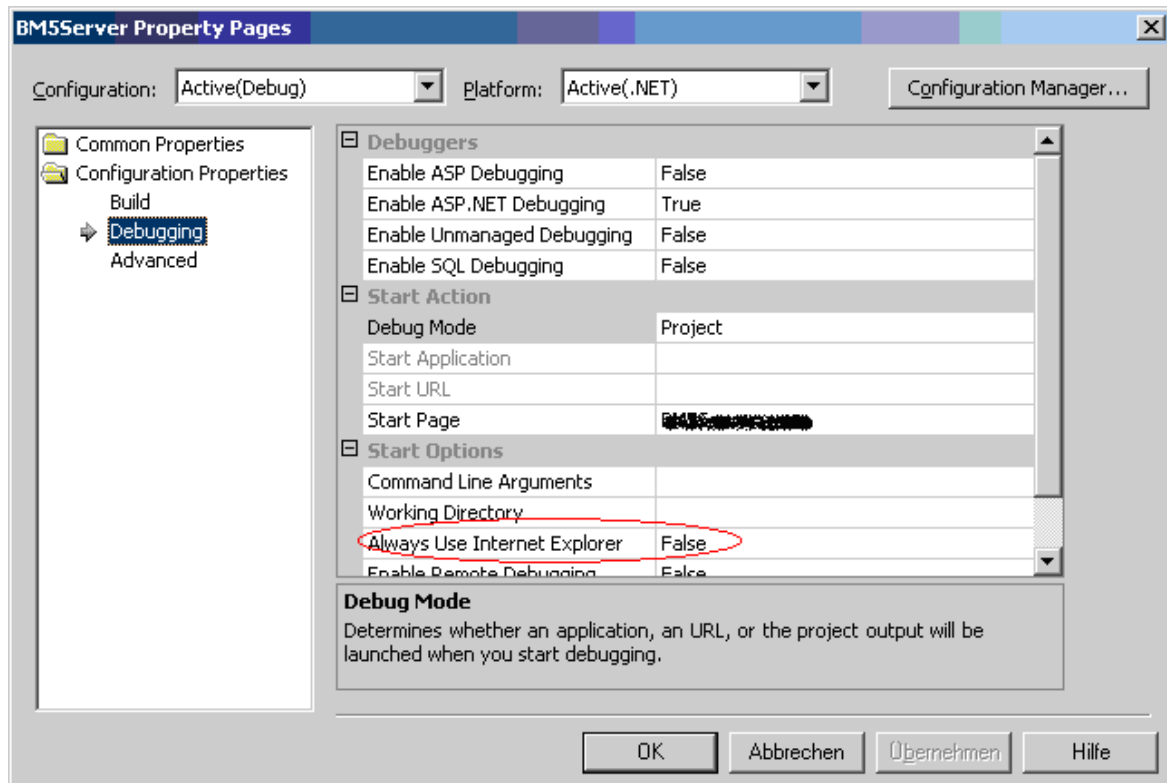 BM5Server Property Pages
Configuration: Active(Debug) Platform: Active(.NET) Configuration Manager...
Common Properties
Configuration Properties
Build
Debugging
Advanced
Debuggers
Enable ASP Debugging False
Enable ASP.NET Debugging True
Enable Unmanaged Debugging False
Enable SQL Debugging False
Start Action
Debug Mode Project
Start Application
Start URL
Start Page
Start Options
Command Line Arguments
Working Directory
Always Use Internet Explorer False
Enable Remote Debugging False
Debug Mode
Determines whether an application, an URL, or the project output will be
launched when you start debugging.
OK Abbrechen Übernehmen Hilfe